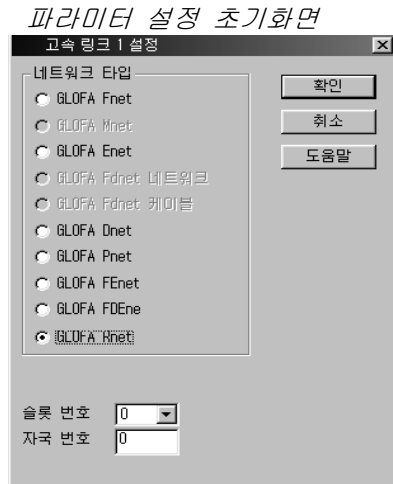 파라미터 설정 초기화면
고속 링크 1 설정
네트워크 타입
GLOFA Fnet
GLOFA Mnet
GLOFA Enet
GLOFA Fdnet 네트워크
GLOFA Fdnet 케이블
GLOFA Dnet
GLOFA Pnet
GLOFA FEnet
GLOFA FDEne
GLOFA Rnet
확인
취소
도움말
슬롯 번호 0
자국 번호 0